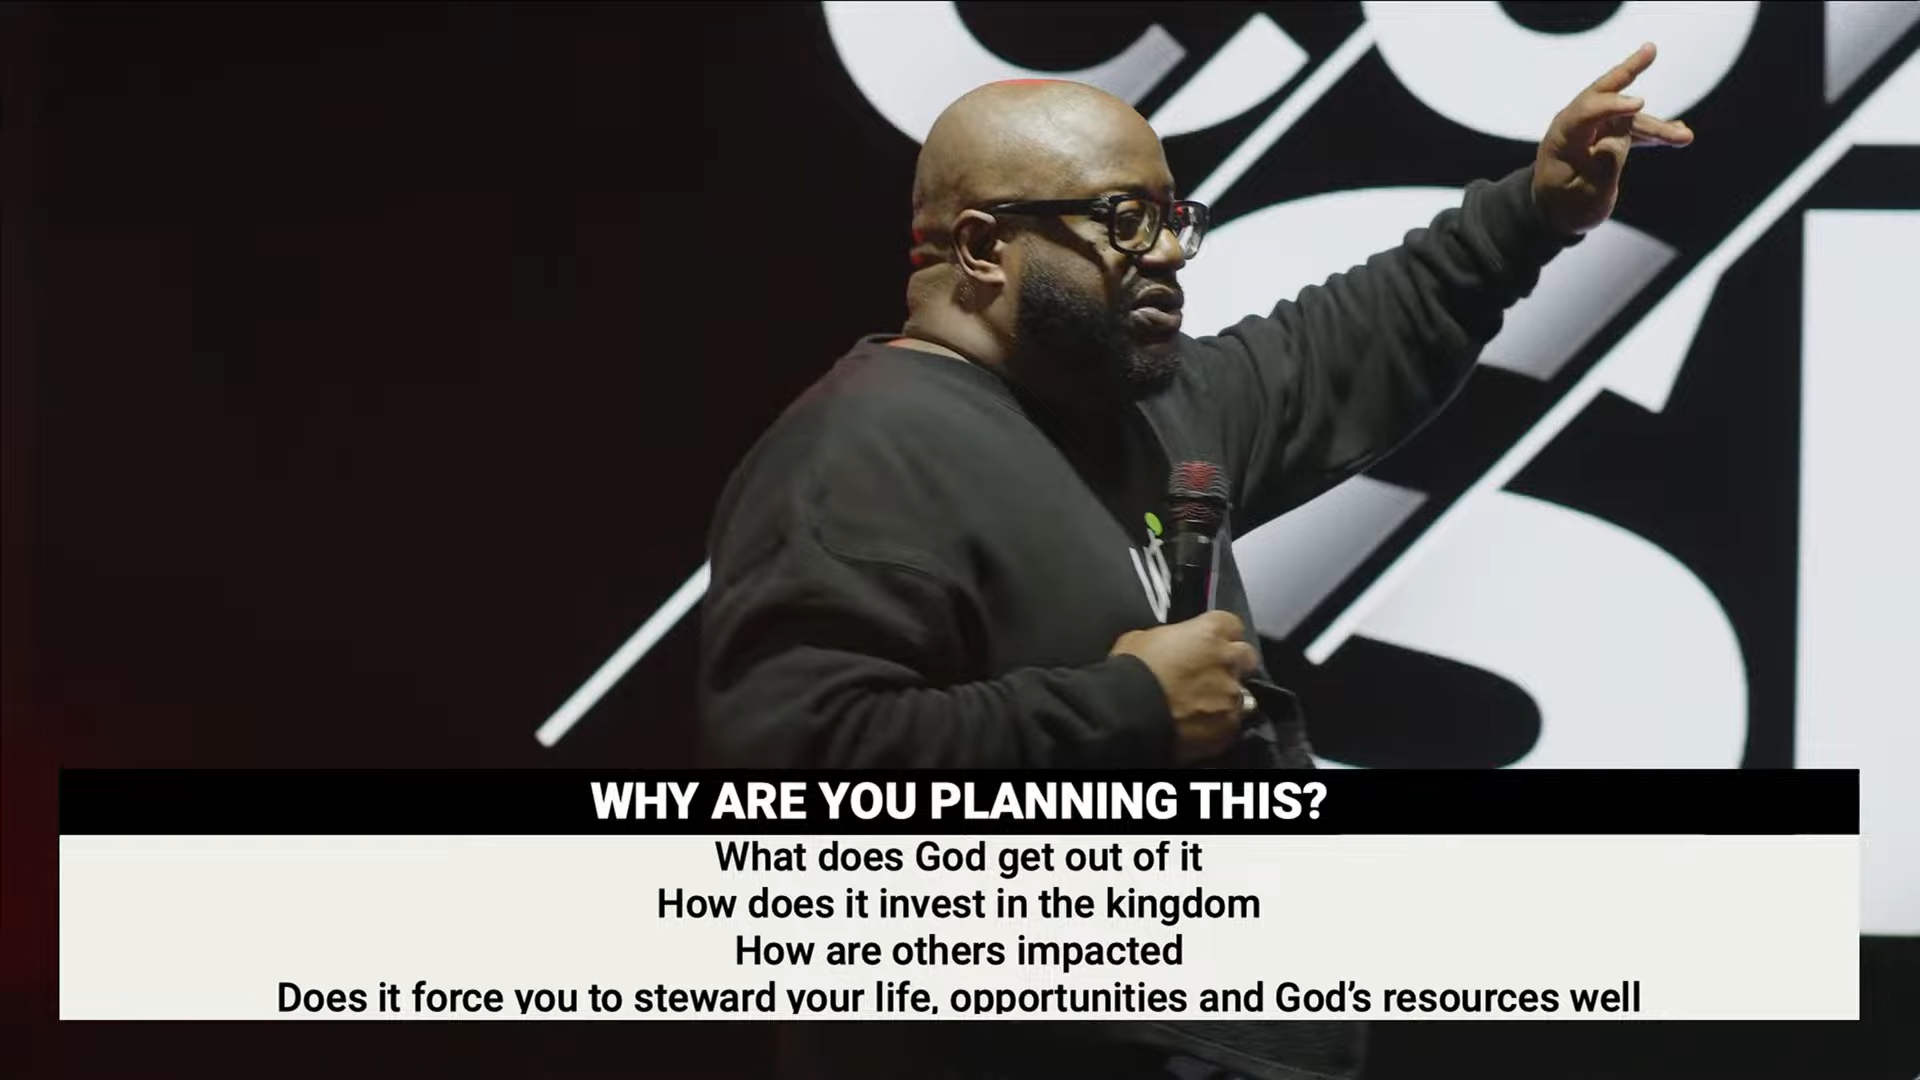 WHY ARE YOU PLANNING THIS?
What does God get out of it
How does it invest in the kingdom
How are others impacted
Does it force you to steward your life, opportunities and God's resources well